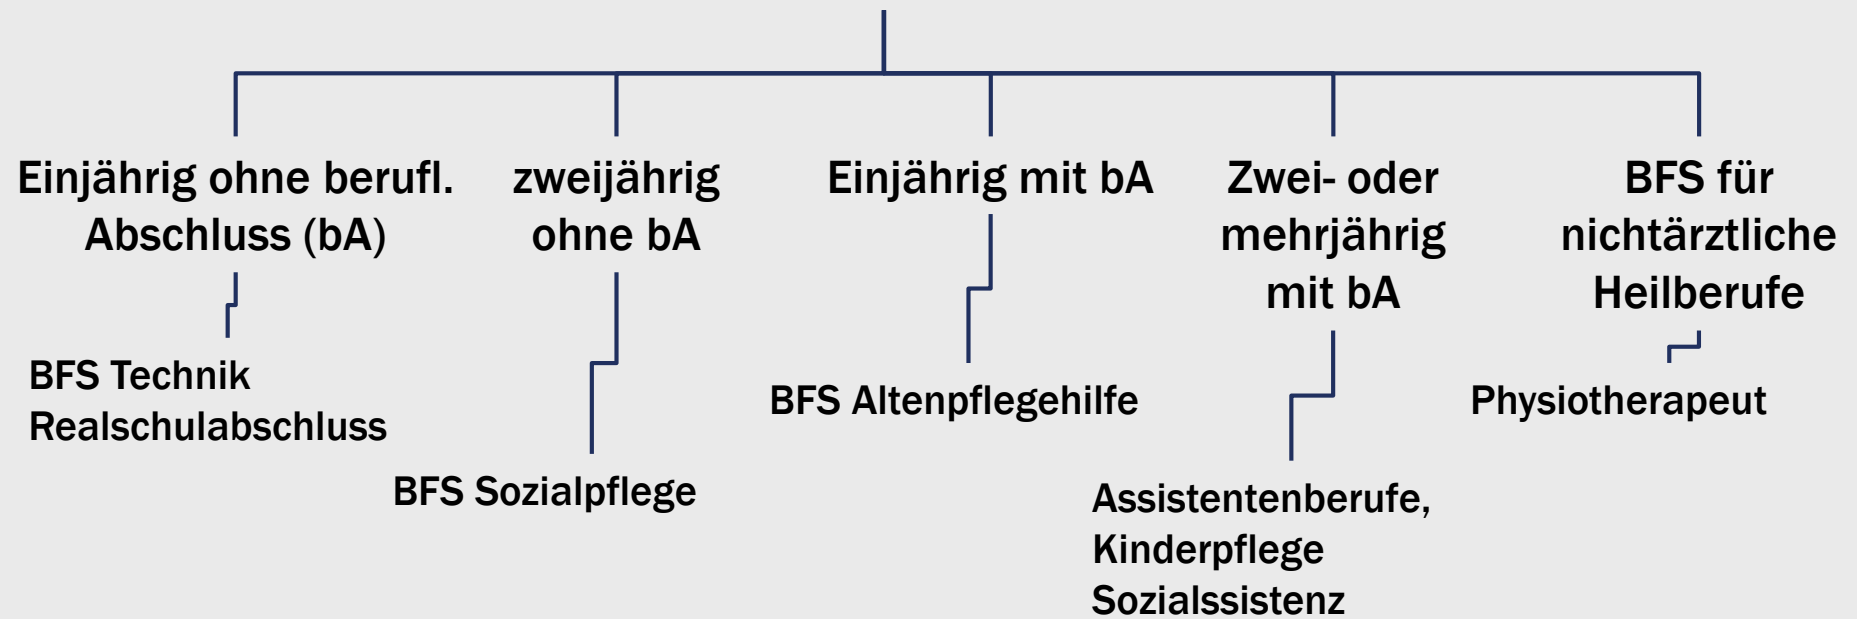 Einjährig ohne berufl.
Abschluss (bA)
zweijährig
ohne bA
Einjährig mit bA
Zwei- oder
mehrjährig
mit bA
BFS für
nichtärztliche
Heilberufe
BFS Technik
Realschulabschluss
BFS Sozialpflege
BFS Altenpflegehilfe
Assistentenberufe,
Kinderpflege
Sozialssistenz
Physiotherapeut